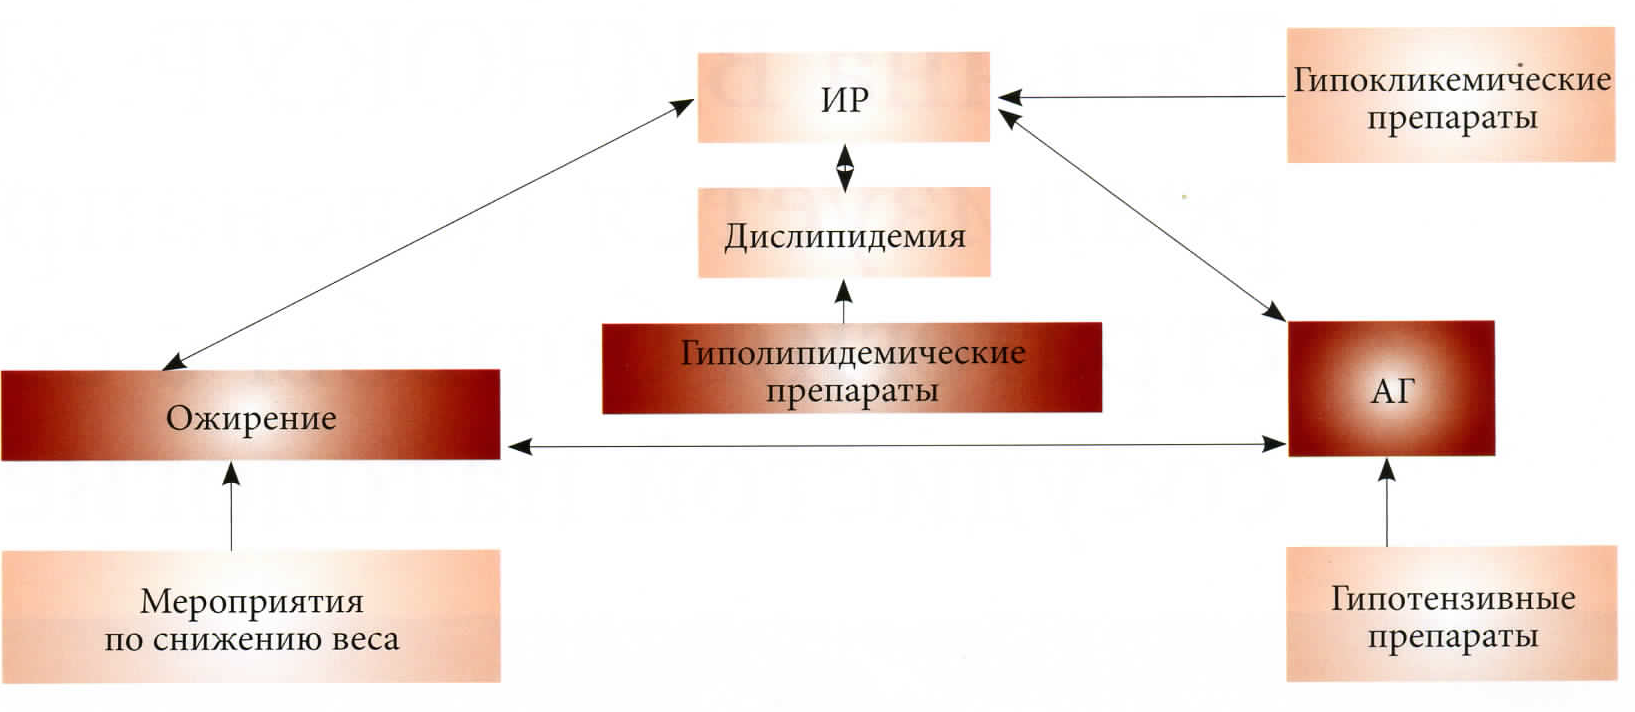 ИР
Гипокликемические
препараты
Дислипидемия
Гиполипидемические
препараты
Ожирение
АГ
Мероприятия
по снижению веса
Гипотензивные
препараты